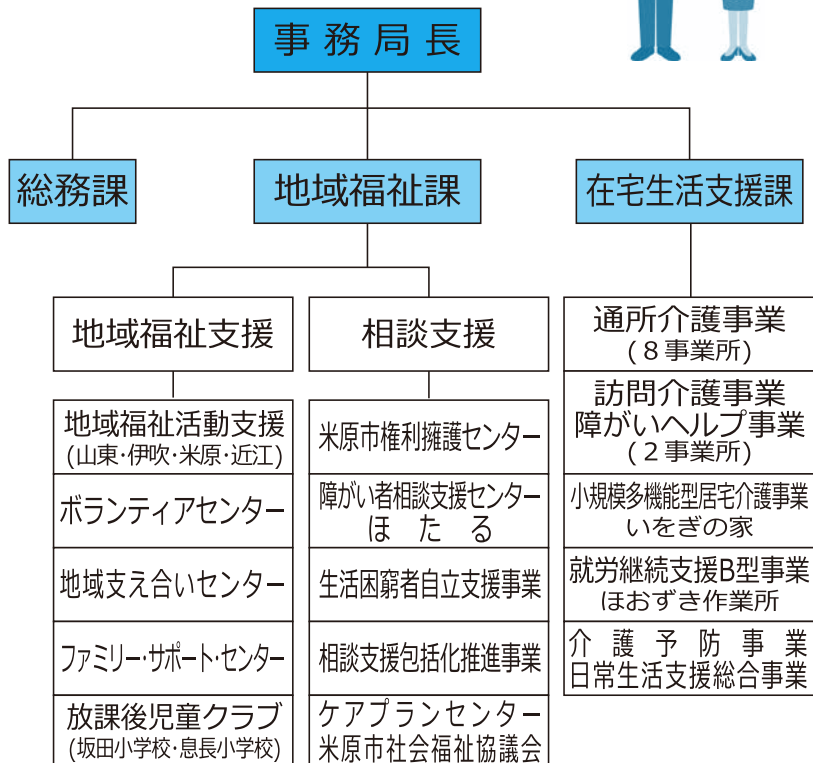 事務局長
総務課
地域福祉課
在宅生活支援課
地域福祉支援
地域福祉活動支援
(山東・伊吹・米原・近江)
ボランティアセンター
地域支え合いセンター
ファミリー・サポート・センター
放課後児童クラブ
(坂田小学校・息長小学校)
相談支援
米原市権利擁護センター
障がい者相談支援センター
ほたる
生活困窮者自立支援事業
相談支援包括化推進事業
ケアプランセンター
米原市社会福祉協議会
通所介護事業
(8事業所)
訪問介護事業
障がいヘルプ事業
(2事業所)
小規模多機能型居宅介護事業
いをぎの家
就労継続支援B型事業
ほおずき作業所
介護予防事業
日常生活支援総合事業